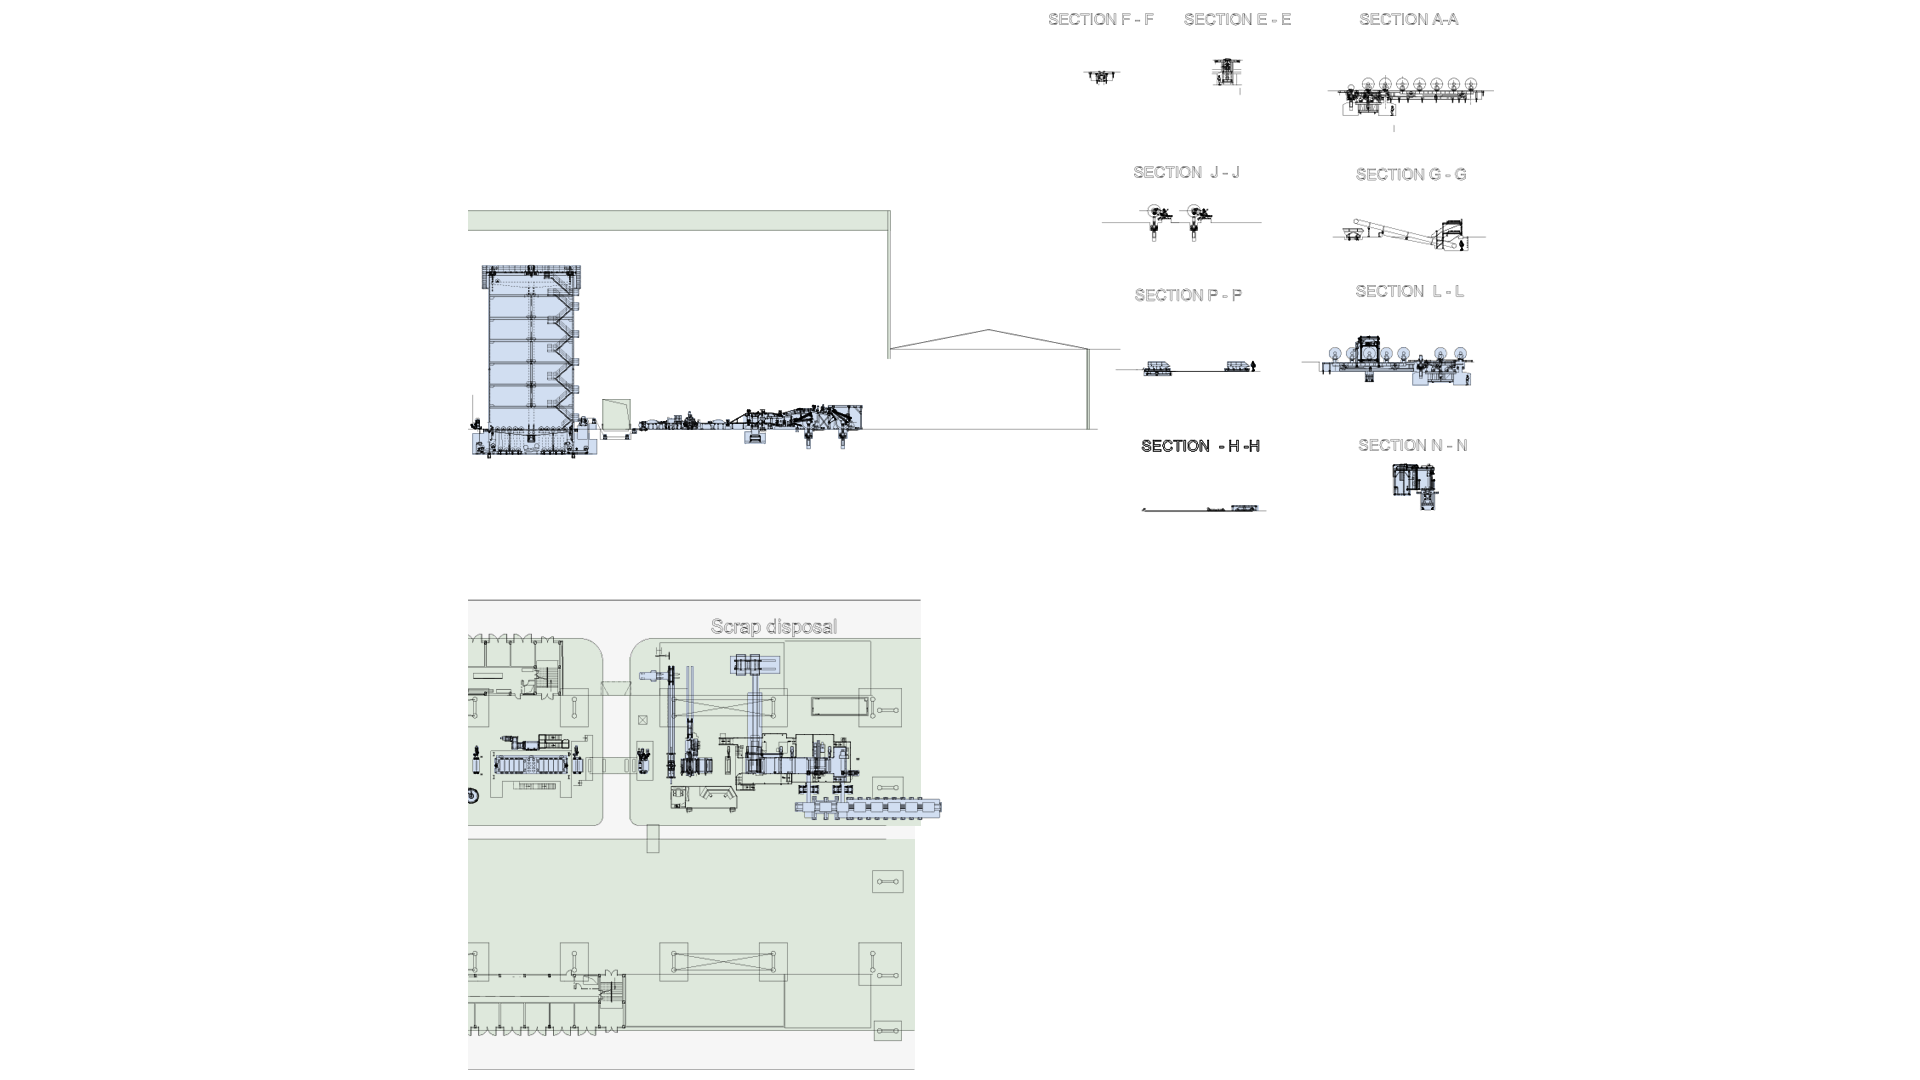 SECTION F - F
SECTION E - E
SECTION A-A
SECTION J - J
SECTION G - G
SECTION P - P
SECTION L - L
SECTION - H -H
SECTION N - N
Scrap disposal